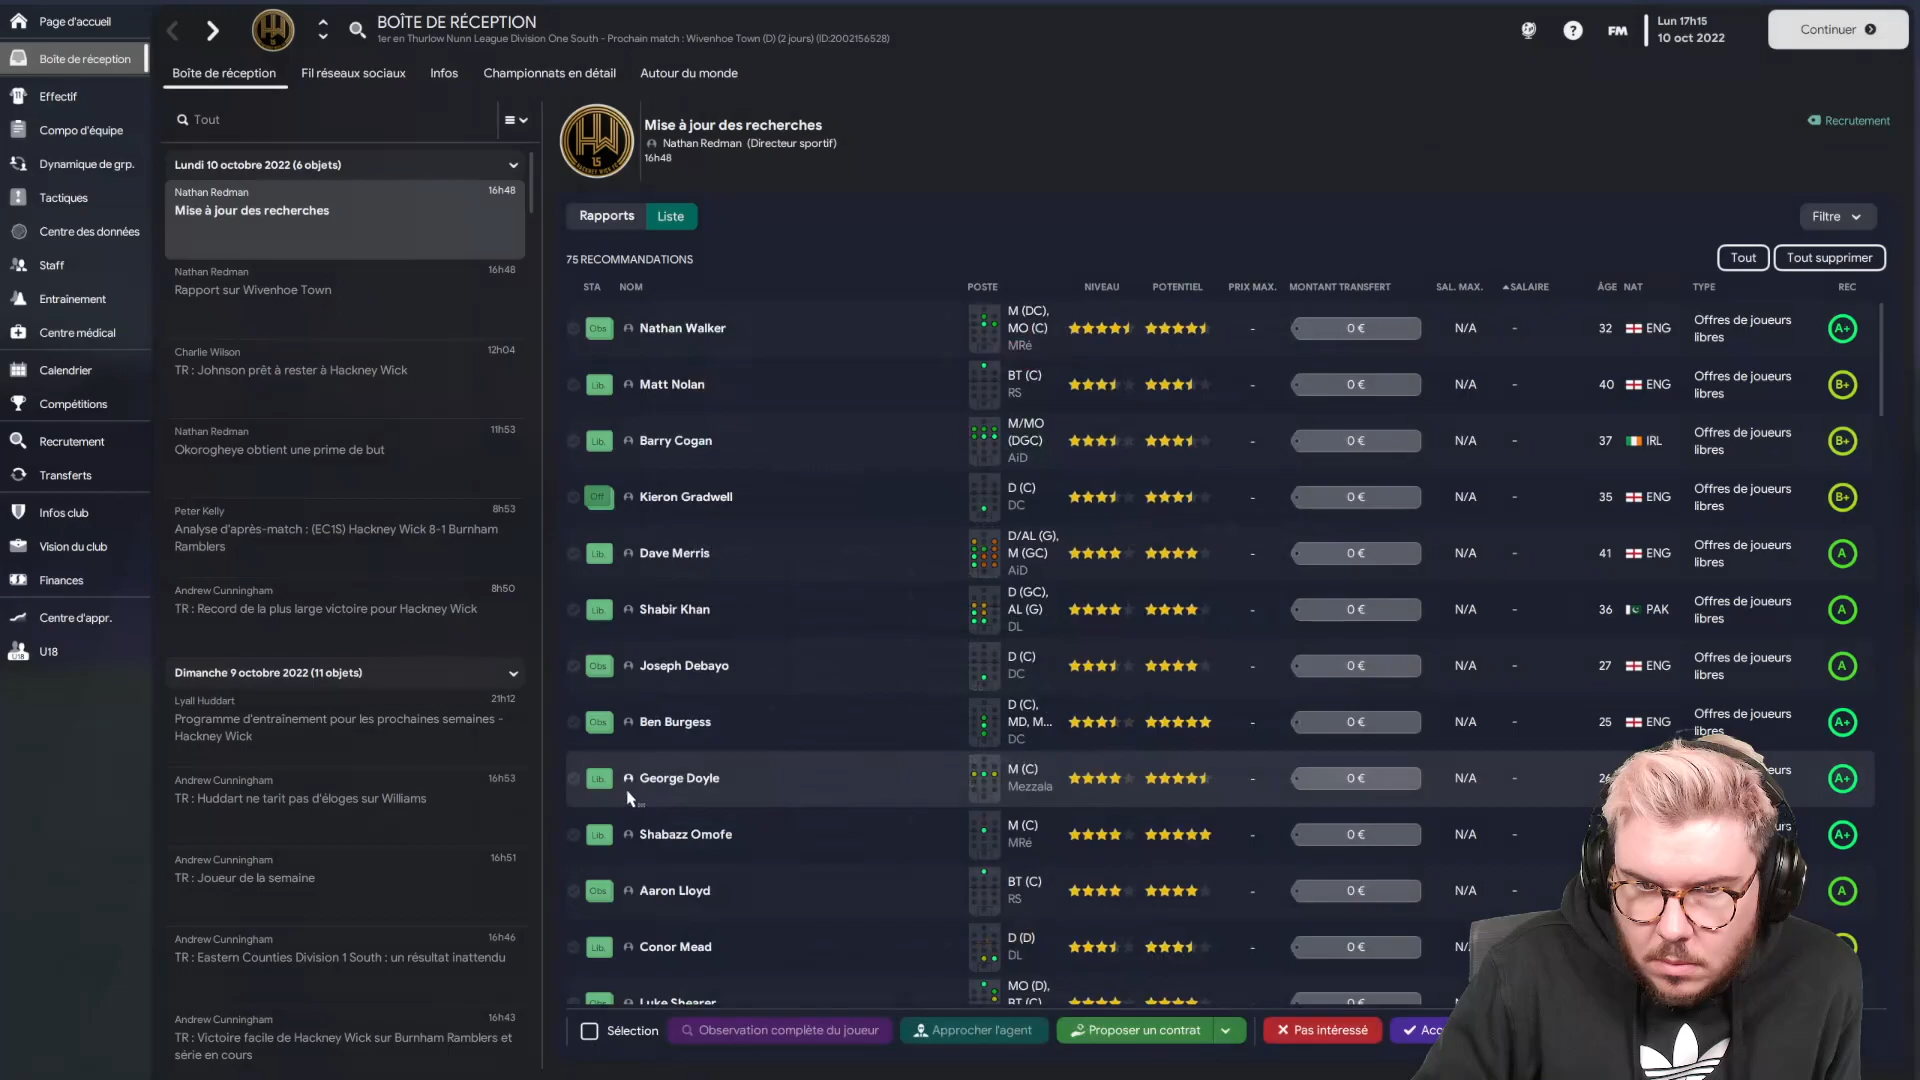 Page d'accueil
Boîte de réception
Effectif
Compo d'équipe
Dynamique de grp.
Tactiques
Centre des données
Staff
Entraînement
Centre médical
Calendrier
Compétitions
Recrutement
Transferts
Infos club
Vision du club
Finances
Centre d'appr.
U18
BOÎTE DE RÉCEPTION
1er en Thurlow Nunn League Division One South - Prochain match : Wivenhoe Town (D) (2 jours) (ID:2002156528)
FM
Lun 17h15
10 oct 2022
Continuer
Boîte de réception
Fil réseaux sociaux
Infos
Championnats en détail
Autour du monde
Tout
Lundi 10 octobre 2022 (6 objets)
Nathan Redman 16h48
Mise à jour des recherches
Nathan Redman 16h48
Rapport sur Wivenhoe Town
Charlie Wilson 12h04
TR : Johnson prêt à rester à Hackney Wick
Nathan Redman 11h53
Okorogheye obtient une prime de but
Peter Kelly 8h53
Analyse d'après-match : (EC1S) Hackney Wick 8-1 Burnham
Ramblers
Andrew Cunningham 8h50
TR : Record de la plus large victoire pour Hackney Wick
Dimanche 9 octobre 2022 (11 objets)
Lyall Huddart 21h12
Programme d'entraînement pour les prochaines semaines -
Hackney Wick
Andrew Cunningham 16h53
TR : Huddart ne tarit pas d'éloges sur Williams
Andrew Cunningham 16h51
TR : Joueur de la semaine
Andrew Cunningham 16h46
TR : Eastern Counties Division 1 South : un résultat inattendu
Andrew Cunningham 16h43
TR : Victoire facile de Hackney Wick sur Burnham Ramblers et
série en cours
HW
15
HACKNEY WICK FC
Mise à jour des recherches
Nathan Redman (Directeur sportif)
16h48
Recrutement
Rapports
Liste
Filtre
75 RECOMMANDATIONS
Tout
Tout supprimer
STA NOM POSTE NIVEAU POTENTIEL PRIX MAX. MONTANT TRANSFERT SAL. MAX. SALAIRE ÂGE NAT TYPE REC
Obs Nathan Walker M (DC), MO (C) MRé - 0 € N/A - 32 ENG Offres de joueurs libres A+
Lib. Matt Nolan BT (C) RS - 0 € N/A - 40 ENG Offres de joueurs libres B+
Lib. Barry Cogan M/MO (DGC) AiD - 0 € N/A - 37 IRL Offres de joueurs libres B+
Off Kieron Gradwell D (C) DC - 0 € N/A - 35 ENG Offres de joueurs libres B+
Lib. Dave Merris D/AL (G), M (GC) AiD - 0 € N/A - 41 ENG Offres de joueurs libres A
Lib. Shabir Khan D (GC), AL (G) DL - 0 € N/A - 36 PAK Offres de joueurs libres A
Obs Joseph Debayo D (C) DC - 0 € N/A - 27 ENG Offres de joueurs libres A
Obs Ben Burgess D (C), MD, M... DC - 0 € N/A - 25 ENG Offres de joueurs libres A+
Lib. George Doyle M (C) Mezzala - 0 € N/A - A+
Lib. Shabazz Omofe M (C) MRé - 0 € N/A - A+
Obs Aaron Lloyd BT (C) RS - 0 € N/A - A
Lib. Conor Mead D (D) DL - 0 €
Obs Luke Shearer MO (D), BT (C) 0 €
Sélection
Observation complète du joueur
Approcher l'agent
Proposer un contrat
Pas intéressé